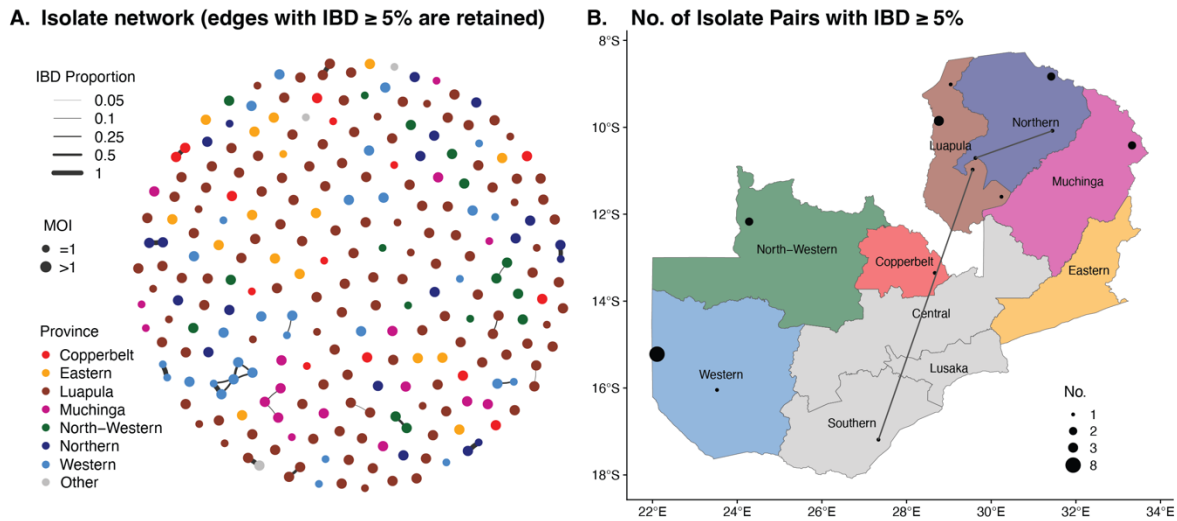 A. Isolate network (edges with IBD ≥ 5% are retained)
IBD Proportion
0.05
0.1
0.25
0.5
1
MOI
=1
>1
Province
Copperbelt
Eastern
Luapula
Muchinga
North−Western
Northern
Western
Other
B. No. of Isolate Pairs with IBD ≥ 5%
8°S
10°S
12°S
14°S
16°S
18°S
Northern
Luapula
Muchinga
North−Western
Copperbelt
Eastern
Central
Lusaka
Western
Southern
No.
1
2
3
8
22°E 24°E 26°E 28°E 30°E 32°E 34°E